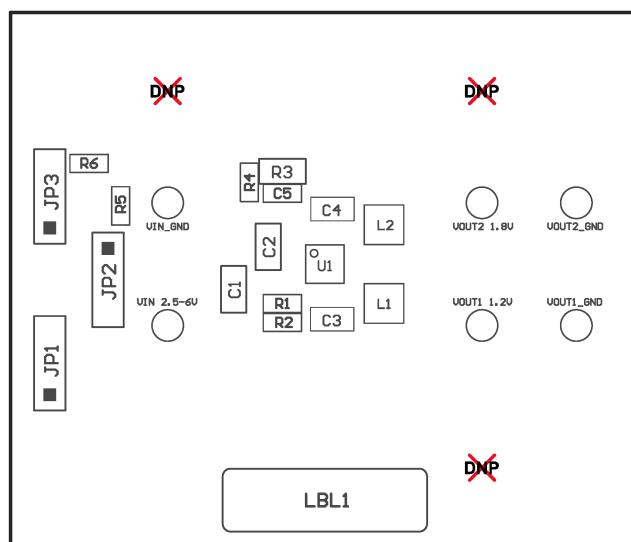 DNP
DNP
JP3
R6
R5
VIN_GND
R4
R3
C5
C4
L2
VOUT2 1.8V
VOUT2_GND
C2
U1
JP2
VIN 2.5-6V
C1
R1
R2
C3
L1
VOUT1 1.2V
VOUT1_GND
JP1
DNP
LBL1